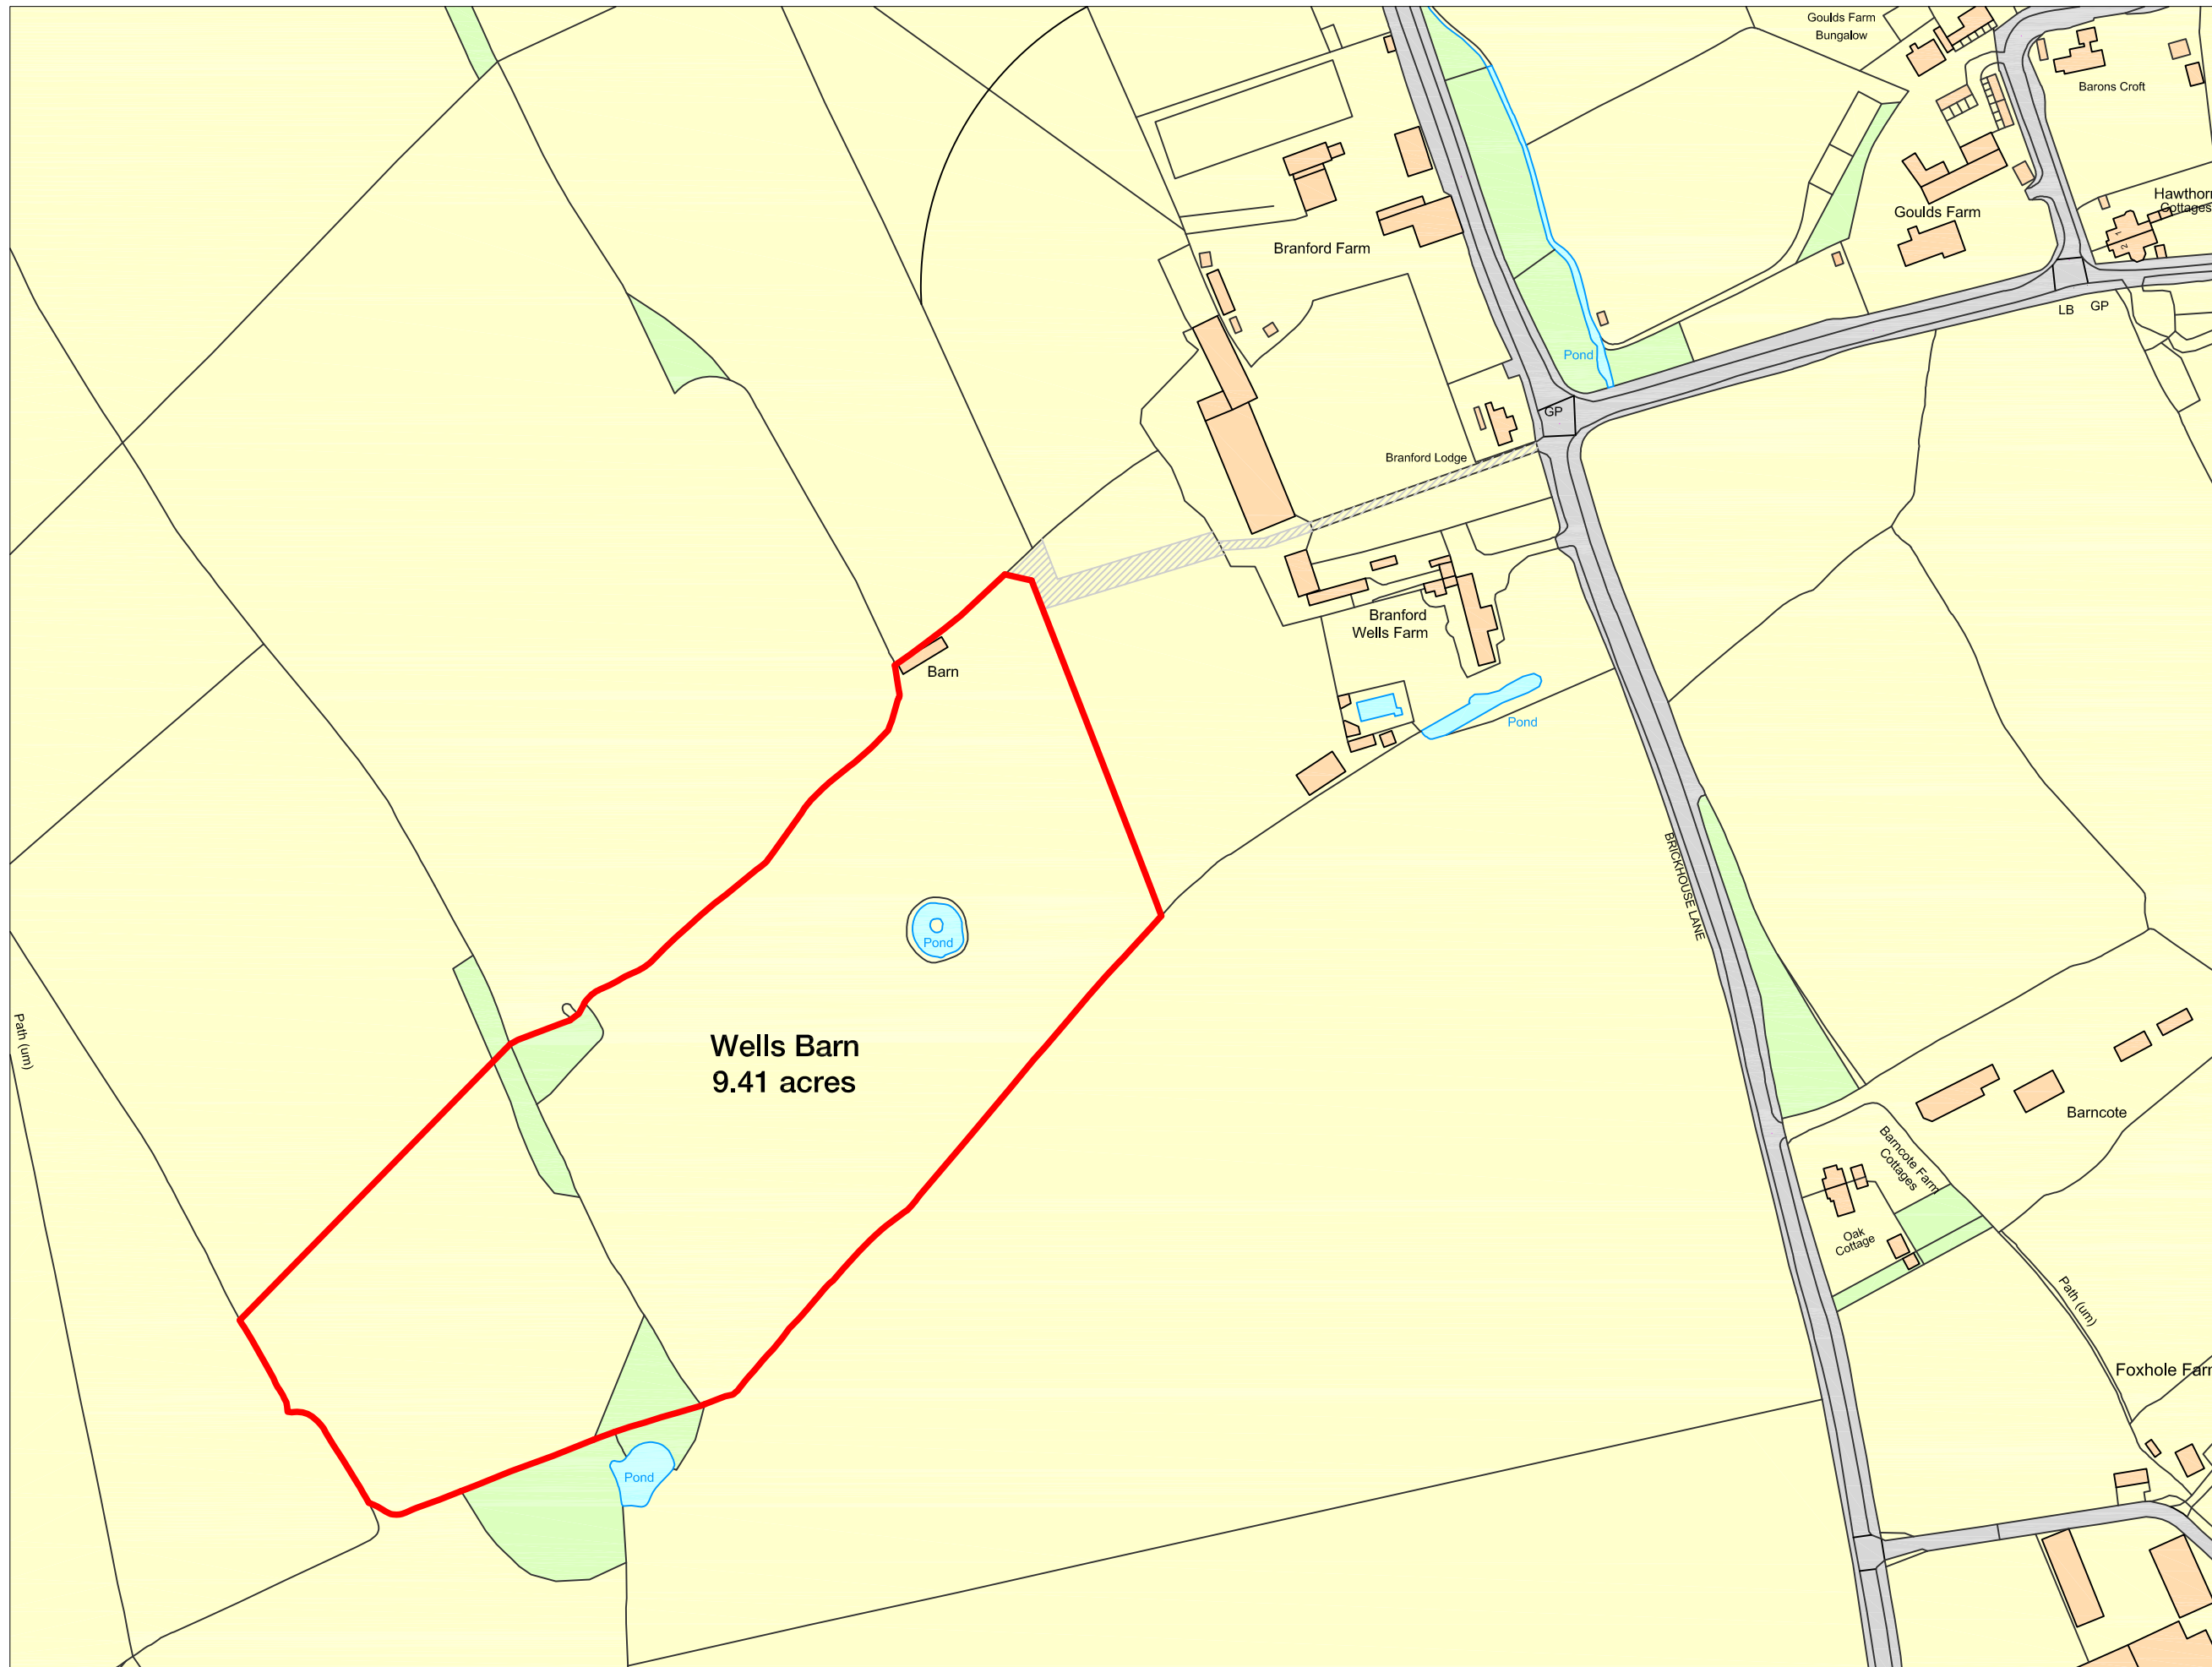 Goulds Farm
Bungalow
Barons Croft
Hawthorn
Cottages
Goulds Farm
1
2
Branford Farm
LB
GP
Pond
GP
Branford Lodge
Branford
Wells Farm
Barn
Pond
BRICKHOUSE LANE
Pond
Path (um)
Wells Barn
9.41 acres
Barncote
Barncote Farm
Cottages
Oak
Cottage
Path (um)
Foxhole Farm
Pond